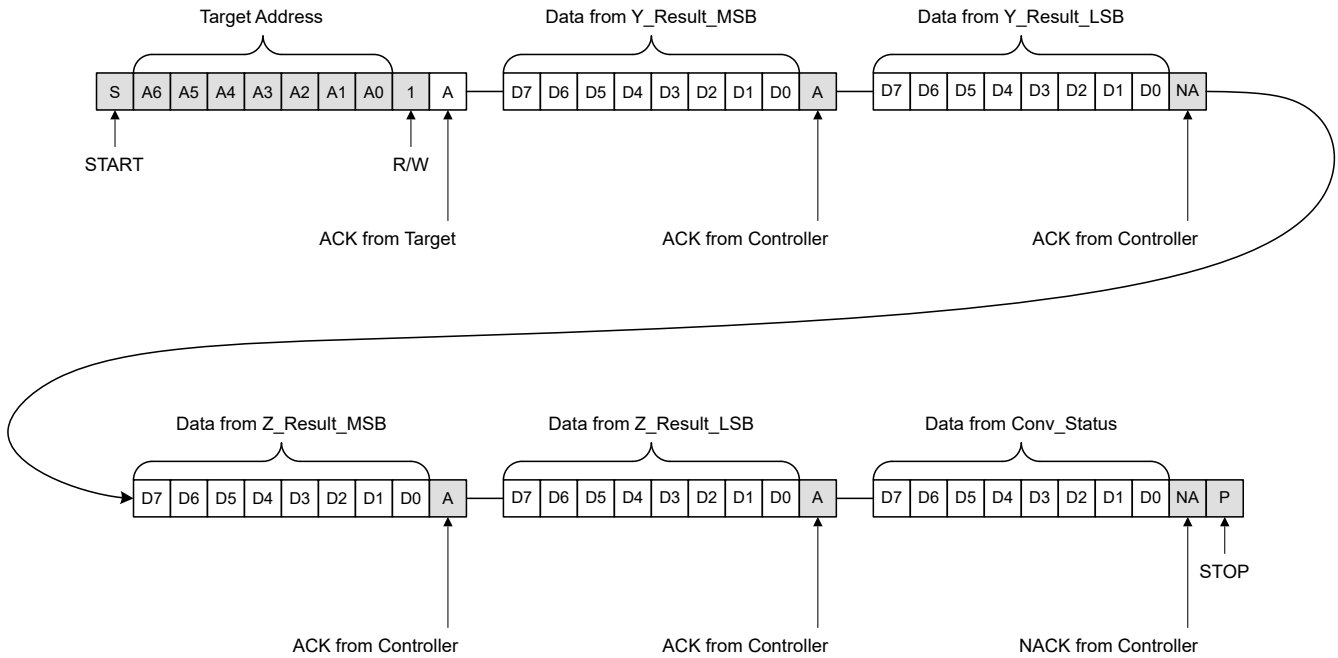 Target Address Data from Y_Result_MSB Data from Y_Result_LSB
S A6 A5 A4 A3 A2 A1 A0 1 A D7 D6 D5 D4 D3 D2 D1 D0 A D7 D6 D5 D4 D3 D2 D1 D0 NA
START R/W
ACK from Target ACK from Controller ACK from Controller
Data from Z_Result_MSB Data from Z_Result_LSB Data from Conv_Status
D7 D6 D5 D4 D3 D2 D1 D0 A D7 D6 D5 D4 D3 D2 D1 D0 A D7 D6 D5 D4 D3 D2 D1 D0 NA P
STOP
ACK from Controller ACK from Controller NACK from Controller